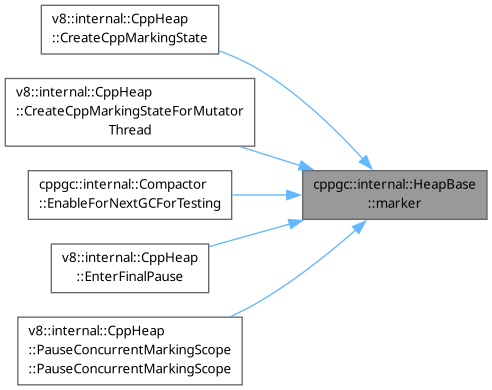 v8::internal::CppHeap
::CreateCppMarkingState
v8::internal::CppHeap
::CreateCppMarkingStateForMutator
Thread
cppgc::internal::Compactor
::EnableForNextGCForTesting
v8::internal::CppHeap
::EnterFinalPause
v8::internal::CppHeap
::PauseConcurrentMarkingScope
::PauseConcurrentMarkingScope
cppgc::internal::HeapBase
::marker